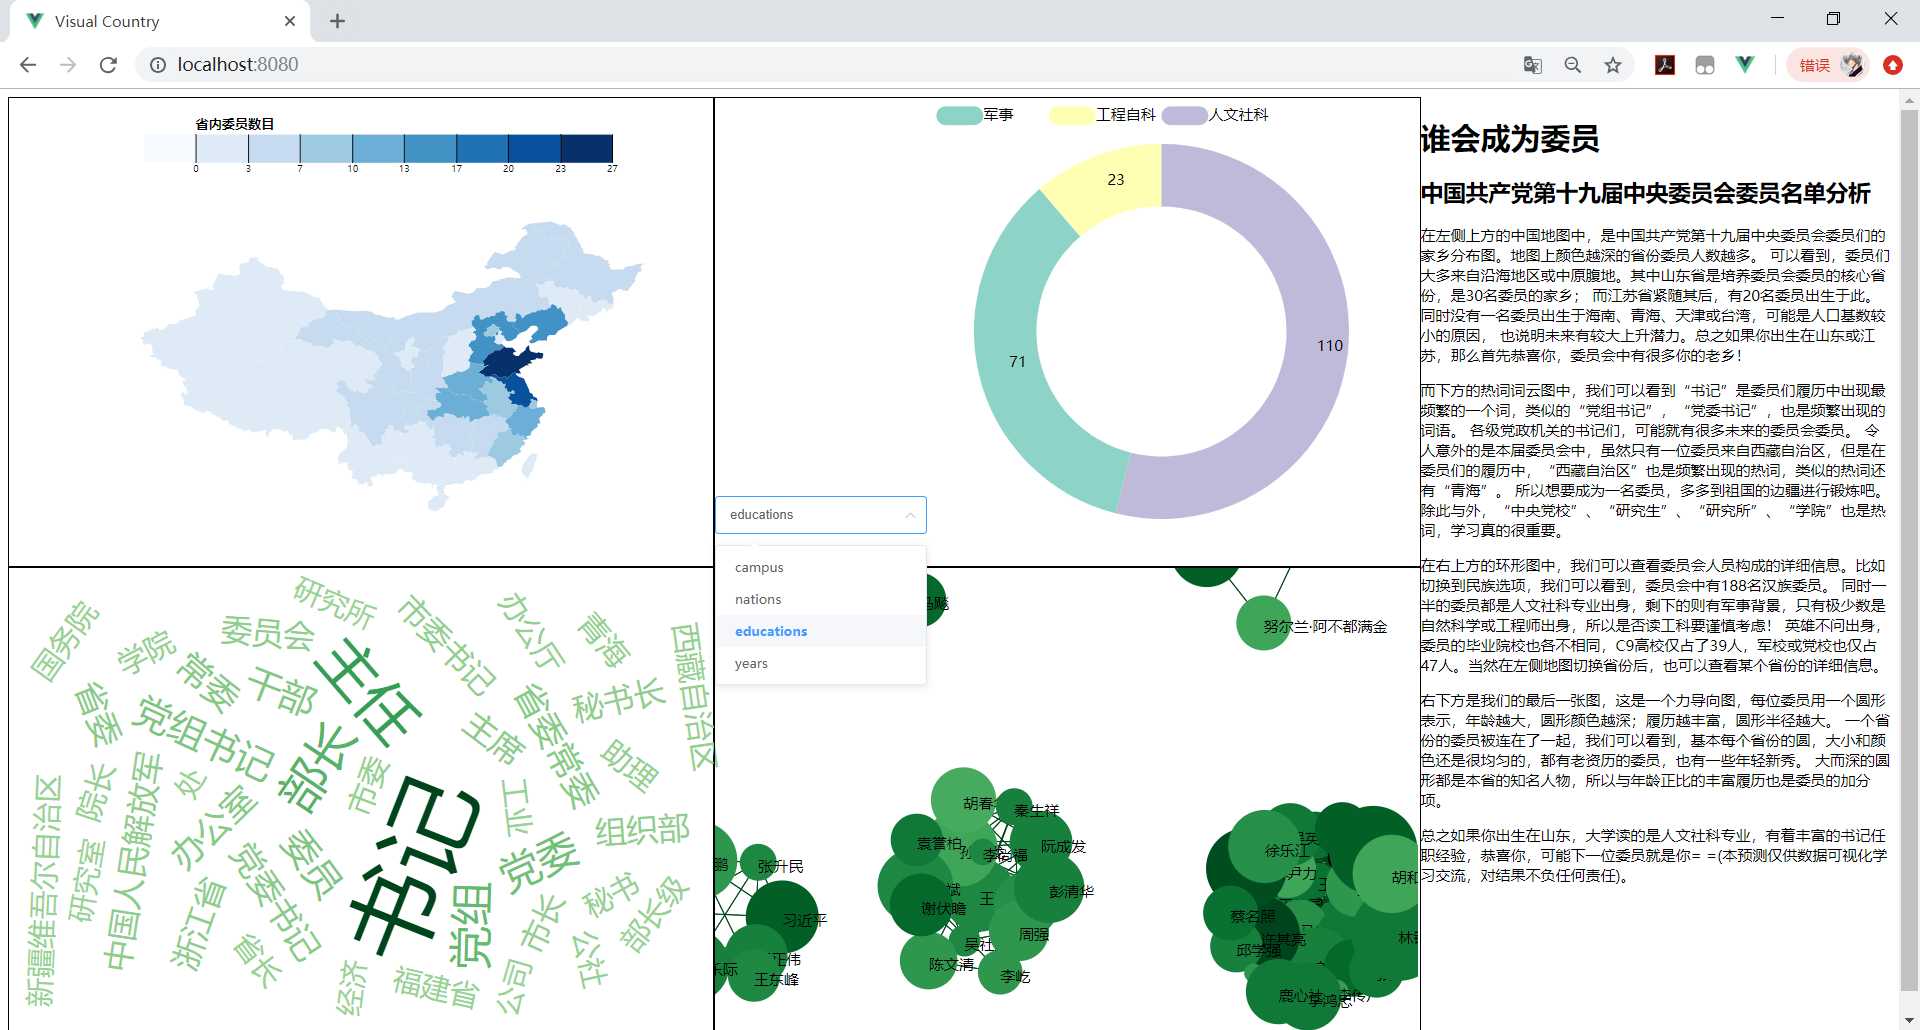 Visual Country
localhost:8080
错误
省内委员数目
0 3 7 10 13 17 20 23 27
军事 工程自科 人文社科
23
71
110
educations
campus
nations
educations
years
谁会成为委员
中国共产党第十九届中央委员会委员名单分析
在左侧上方的中国地图中，是中国共产党第十九届中央委员会委员们的
家乡分布图。地图上颜色越深的省份委员人数越多。 可以看到，委员们
大多来自沿海地区或中原腹地。其中山东省是培养委员会委员的核心省
份，是30名委员的家乡； 而江苏省紧随其后，有20名委员出生于此。
同时没有一名委员出生于海南、青海、天津或台湾，可能是人口基数较
小的原因， 也说明未来有较大上升潜力。总之如果你出生在山东或江
苏，那么首先恭喜你，委员会中有很多你的老乡！
而下方的热词词云图中，我们可以看到“书记”是委员们履历中出现最
频繁的一个词，类似的“党组书记”，“党委书记”，也是频繁出现的
词语。 各级党政机关的书记们，可能就有很多未来的委员会委员。 令
人意外的是本届委员会中，虽然只有一位委员来自西藏自治区，但是在
委员们的履历中，“西藏自治区”也是频繁出现的热词，类似的热词还
有“青海”。 所以想要成为一名委员，多多到祖国的边疆进行锻炼吧。
除此与外，“中央党校”、“研究生”、“研究所”、“学院”也是热
词，学习真的很重要。
在右上方的环形图中，我们可以查看委员会人员构成的详细信息。比如
切换到民族选项，我们可以看到，委员会中有188名汉族委员。 同时一
半的委员都是人文社科专业出身，剩下的则有军事背景，只有极少数是
自然科学或工程师出身，所以是否读工科要谨慎考虑！ 英雄不问出身，
委员的毕业院校也各不相同，C9高校仅占了39人，军校或党校也仅占
47人。当然在左侧地图切换省份后，也可以查看某个省份的详细信息。
右下方是我们的最后一张图，这是一个力导向图，每位委员用一个圆形
表示，年龄越大，圆形颜色越深；履历越丰富，圆形半径越大。 一个省
份的委员被连在了一起，我们可以看到，基本每个省份的圆，大小和颜
色还是很均匀的，都有老资历的委员，也有一些年轻新秀。 大而深的圆
形都是本省的知名人物，所以与年龄正比的丰富履历也是委员的加分
项。
总之如果你出生在山东，大学读的是人文社科专业，有着丰富的书记任
职经验，恭喜你，可能下一位委员就是你= =(本预测仅供数据可视化学
习交流，对结果不负任何责任)。
国务院
学院
研究所
委员会
市委书记
办公厅
青海
西藏自治区
省委
常委
干部
主任
党组书记
部长
主席
省委常委
秘书长
助理
新疆维吾尔自治区
院长
中国人民解放军
处
办公室
市委
书记
工业
组织部
研究室
浙江省
党委书记
委员
党委
党组
秘书
市长
部长级
省长
经济
福建省
公司
公社
努尔兰·阿不都满金
鹏
张升民
习近平
王东峰
胡春
秦生祥
袁誉柏
李尚福
阮成发
彭清华
谢伏瞻
王
周强
吴社
陈文清
李屹
徐乐江
尹力
胡和
蔡名照
许其亮
邱学强
鹿心社
李鸿忠